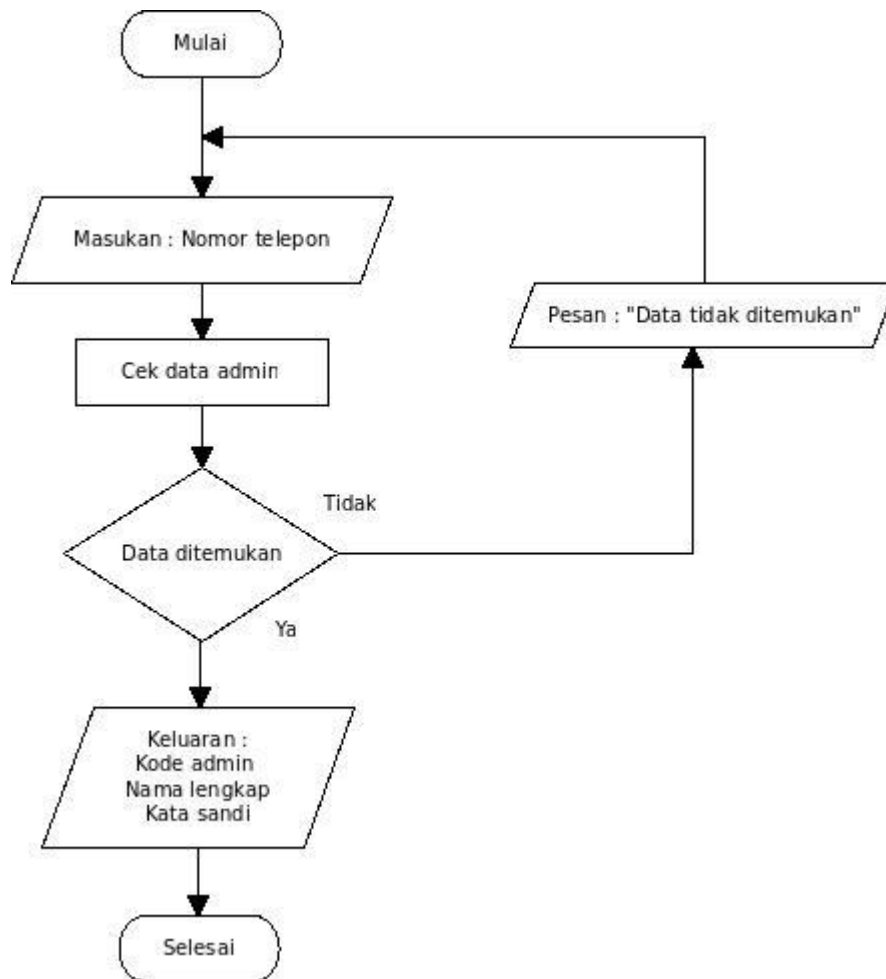 Mulai
Masukan : Nomor telepon
Pesan : "Data tidak ditemukan"
Cek data admin
Tidak
Data ditemukan
Ya
Keluaran :
Kode admin
Nama lengkap
Kata sandi
Selesai